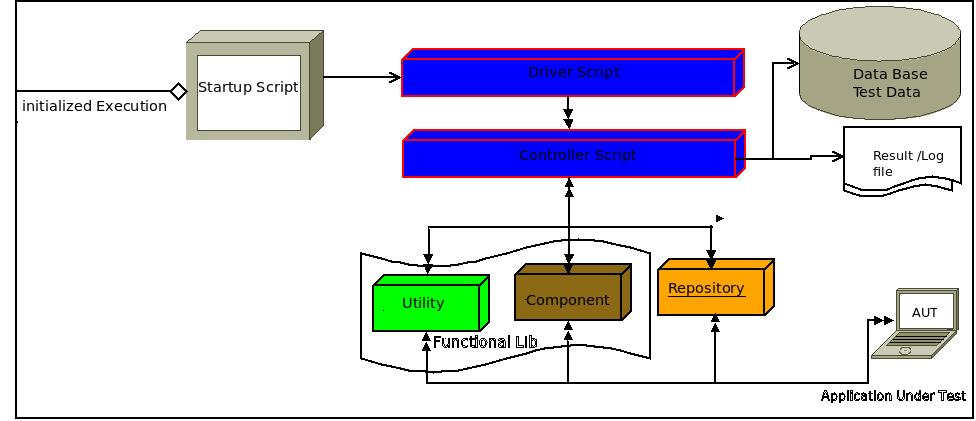 initialized Execution
Startup Script
Driver Script
Controller Script
Data Base
Test Data
Result /Log
file
Utility
Component
Repository
Functional Lib
AUT
Application Under Test